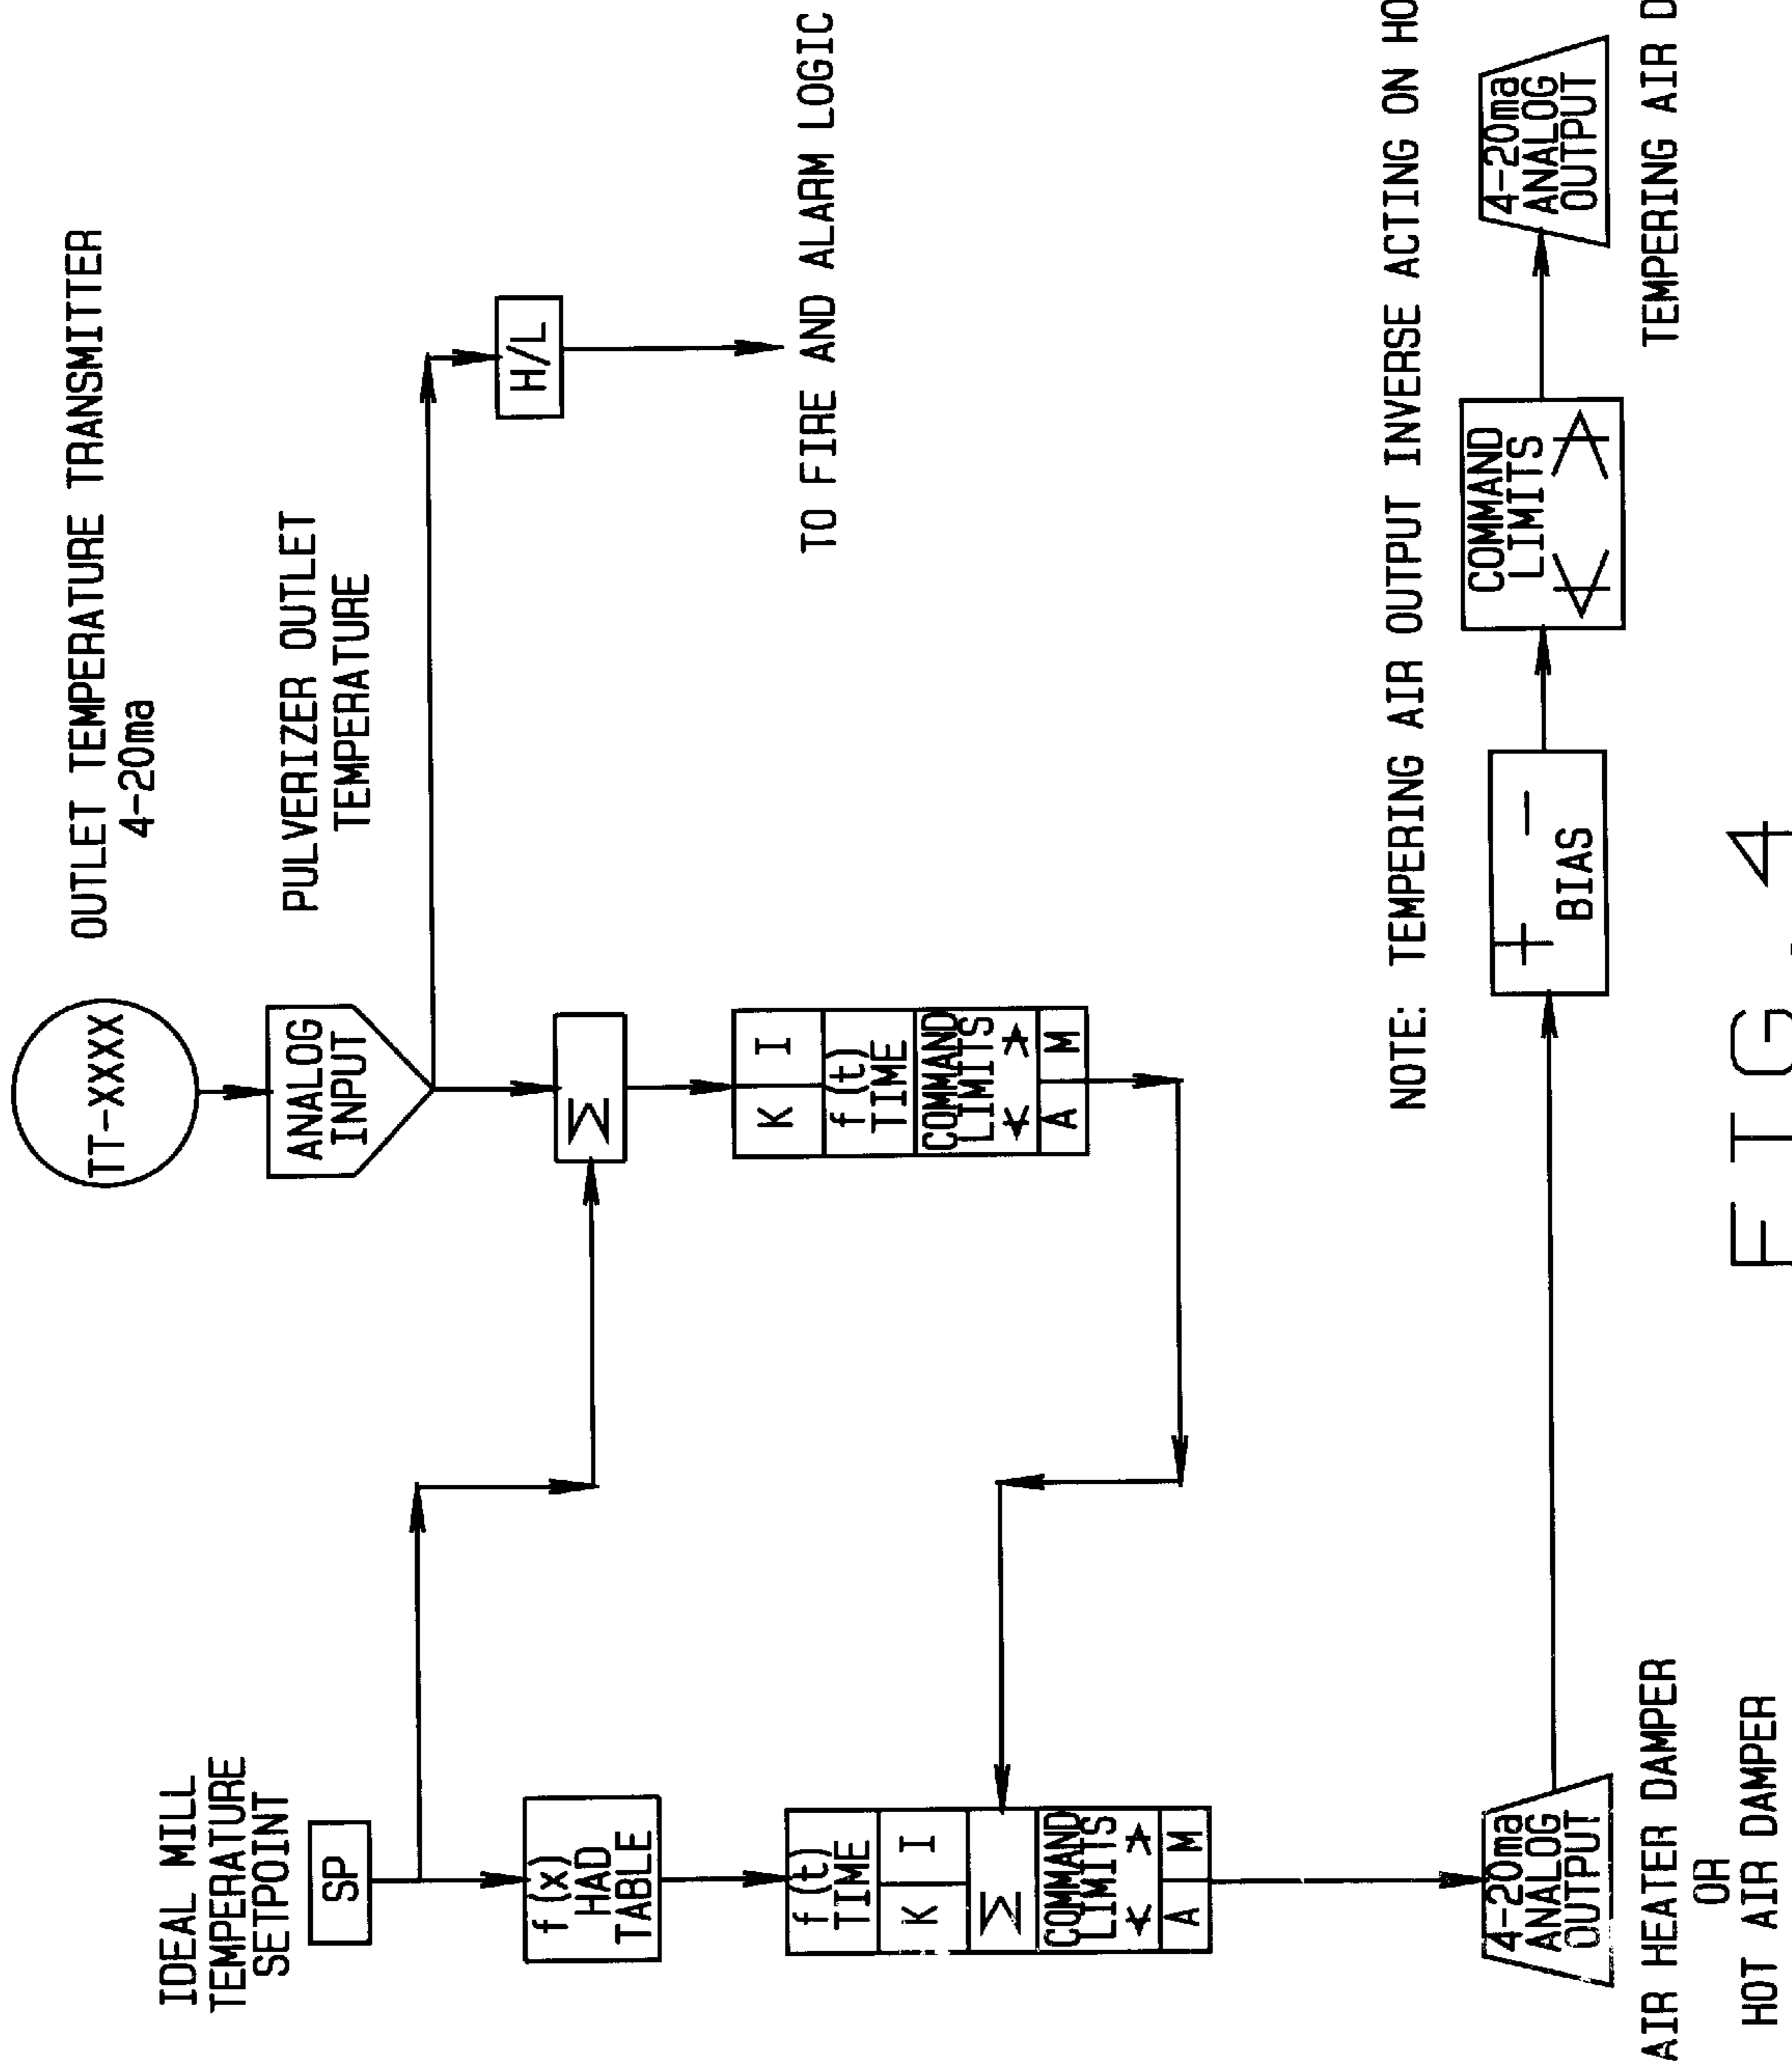 OUTLET TEMPERATURE TRANSMITTER
4-20ma
TT-XXXX
ANALOG
INPUT
PULVERIZER OUTLET
TEMPERATURE
H/L
TO FIRE AND ALARM LOGIC
IDEAL MILL
TEMPERATURE
SETPOINT
SP
Σ
K I
f(t)
TIME
COMMAND
LIMITS
A M
f(x)
HAD
TABLE
f(t)
TIME
K I
Σ
COMMAND
LIMITS
A M
NOTE: TEMPERING AIR OUTPUT INVERSE ACTING ON HO
4-20ma
ANALOG
OUTPUT
AIR HEATER DAMPER
OR
HOT AIR DAMPER
+ -
BIAS
COMMAND
LIMITS
4-20ma
ANALOG
OUTPUT
TEMPERING AIR D
FIG. 4